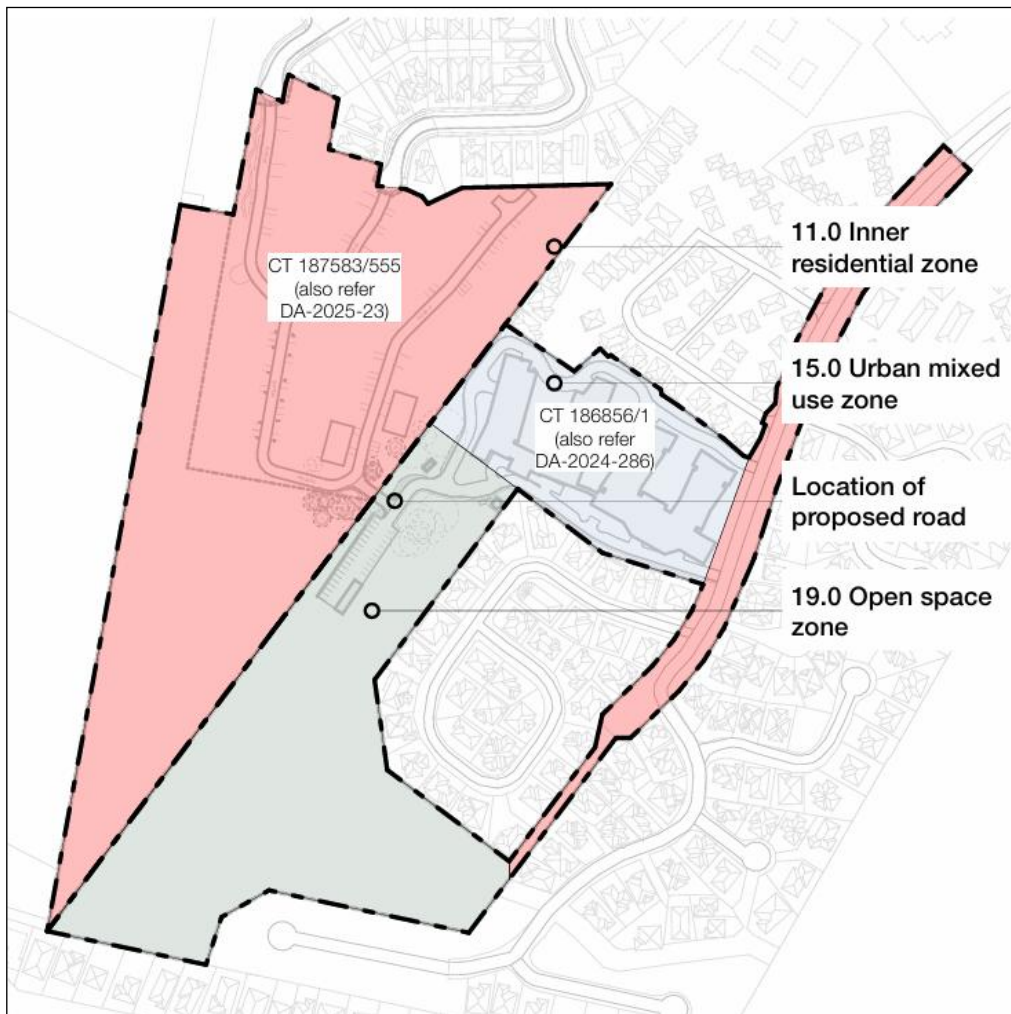 11.0 Inner
residential zone
CT 187583/555
(also refer
DA-2025-23)
15.0 Urban mixed
use zone
CT 186856/1
(also refer
DA-2024-286)
Location of
proposed road
19.0 Open space
zone